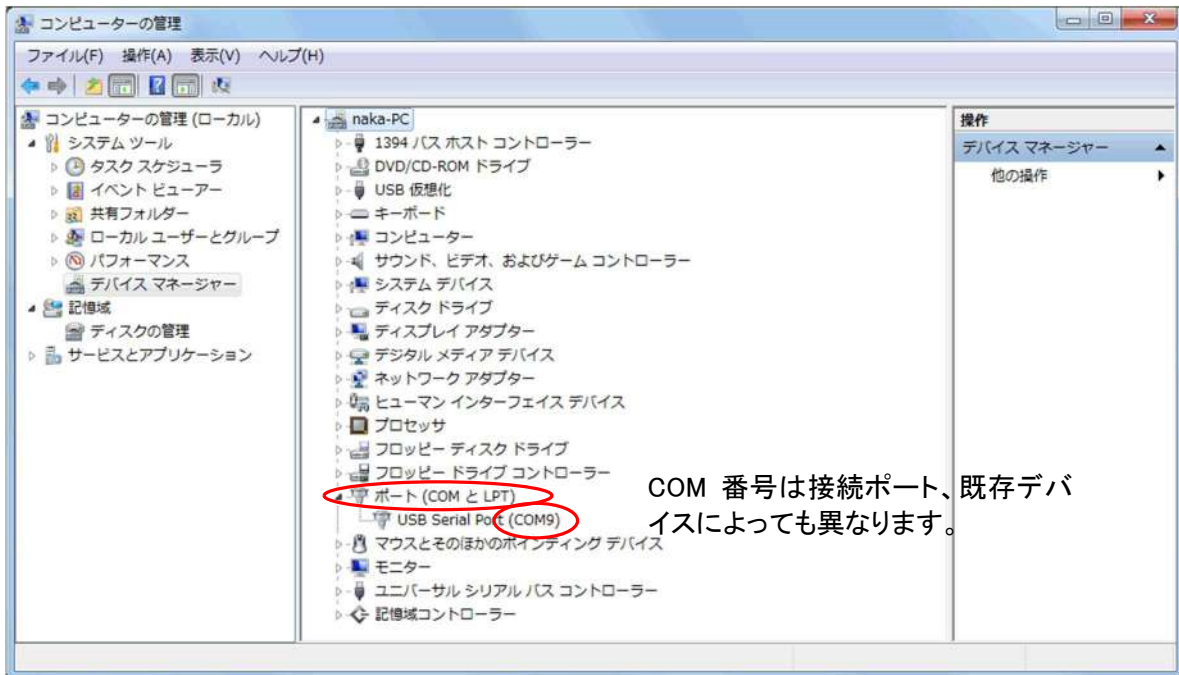 コンピューターの管理
ファイル(F) 操作(A) 表示(V) ヘルプ(H)
コンピューターの管理 (ローカル)
システム ツール
タスク スケジューラ
イベント ビューアー
共有フォルダー
ローカル ユーザーとグループ
パフォーマンス
デバイス マネージャー
記憶域
ディスクの管理
サービスとアプリケーション
naka-PC
1394 バス ホスト コントローラー
DVD/CD-ROM ドライブ
USB 仮想化
キーボード
コンピューター
サウンド、ビデオ、およびゲーム コントローラー
システム デバイス
ディスク ドライブ
ディスプレイ アダプター
デジタル メディア デバイス
ネットワーク アダプター
ヒューマン インターフェイス デバイス
プロセッサ
フロッピー ディスク ドライブ
フロッピー ドライブ コントローラー
ポート (COM と LPT)
USB Serial Port (COM9)
マウスとそのほかのポインティング デバイス
モニター
ユニバーサル シリアル バス コントローラー
記憶域コントローラー
COM 番号は接続ポート、既存デバ
イスによっても異なります。
操作
デバイス マネージャー
他の操作